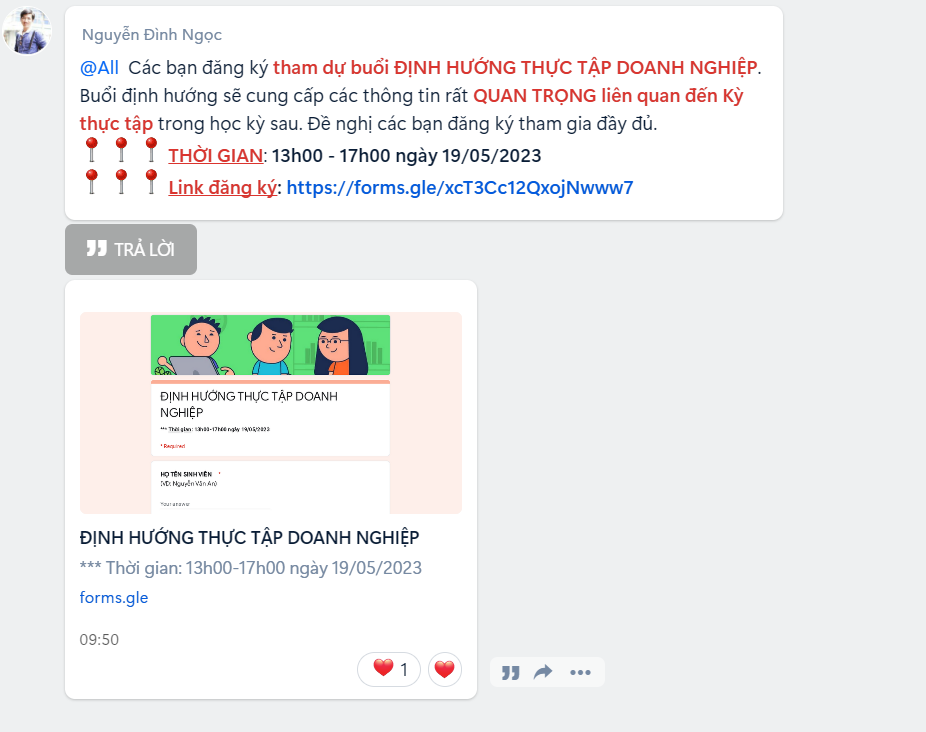 Nguyễn Đình Ngọc
@All Các bạn đăng ký tham dự buổi ĐỊNH HƯỚNG THỰC TẬP DOANH NGHIỆP.
Buổi định hướng sẽ cung cấp các thông tin rất QUAN TRỌNG liên quan đến Kỳ
thực tập trong học kỳ sau. Đề nghị các bạn đăng ký tham gia đầy đủ.
📍 📍 📍 THỜI GIAN: 13h00 - 17h00 ngày 19/05/2023
📍 📍 📍 Link đăng ký: https://forms.gle/xcT3Cc12QxojNwww7
TRẢ LỜI
ĐỊNH HƯỚNG THỰC TẬP DOANH
NGHIỆP
*** Thời gian: 13h00-17h00 ngày 19/05/2023
* Required
HỌ TÊN SINH VIÊN *
(VD: Nguyễn Văn An)
Your answer
ĐỊNH HƯỚNG THỰC TẬP DOANH NGHIỆP
*** Thời gian: 13h00-17h00 ngày 19/05/2023
forms.gle
09:50
1